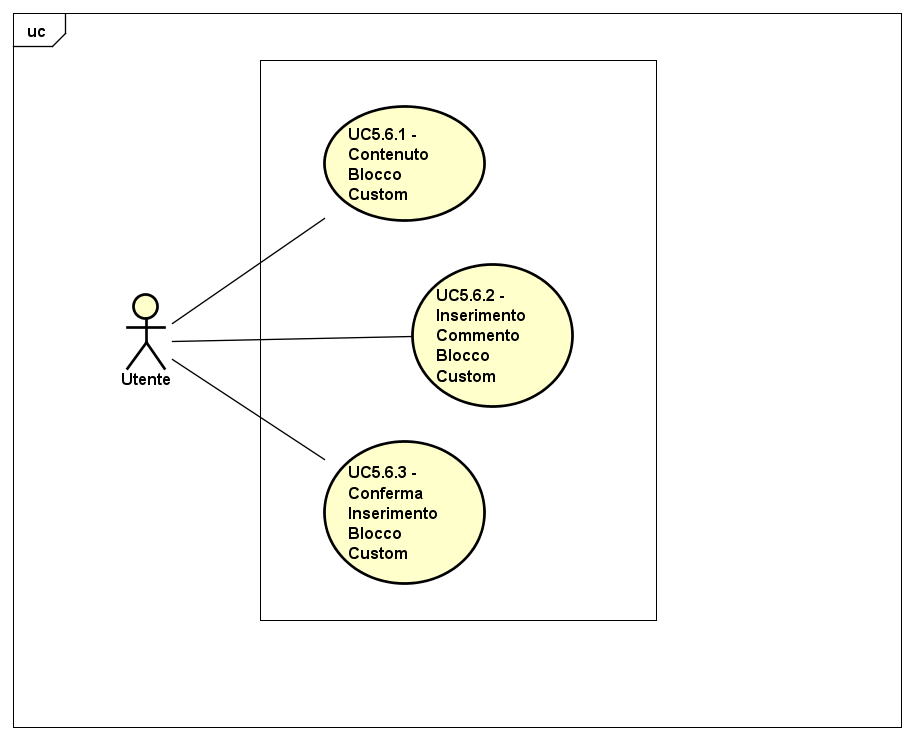 uc
UC5.6.1 -
Contenuto
Blocco
Custom
UC5.6.2 -
Inserimento
Commento
Blocco
Custom
Utente
UC5.6.3 -
Conferma
Inserimento
Blocco
Custom